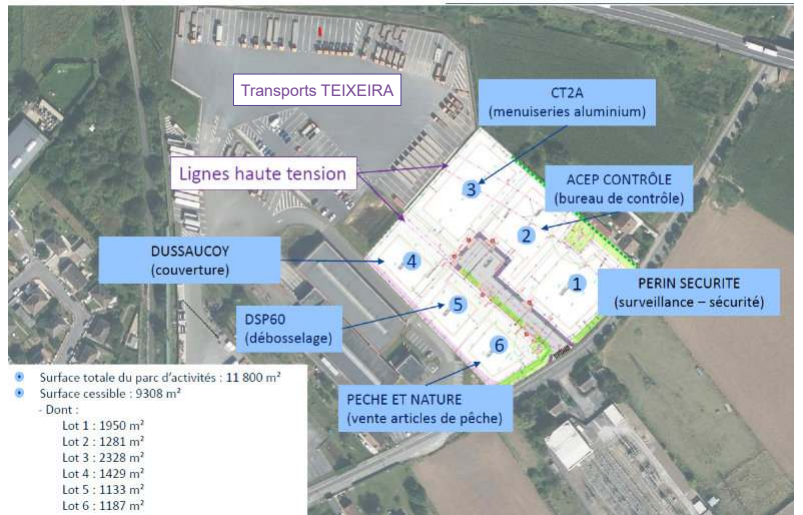 Transports TEIXEIRA
CT2A
(menuiseries aluminium)
Lignes haute tension
ACEP CONTRÔLE
(bureau de contrôle)
3
2
DUSSAUCOY
(couverture)
4
1
PERIN SECURITE
(surveillance – sécurité)
5
DSP60
(débosselage)
6
PECHE ET NATURE
(vente articles de pêche)
Surface totale du parc d'activités : 11 800 m²
Surface cessible : 9308 m²
- Dont :
Lot 1 : 1950 m²
Lot 2 : 1281 m²
Lot 3 : 2328 m²
Lot 4 : 1429 m²
Lot 5 : 1133 m²
Lot 6 : 1187 m²